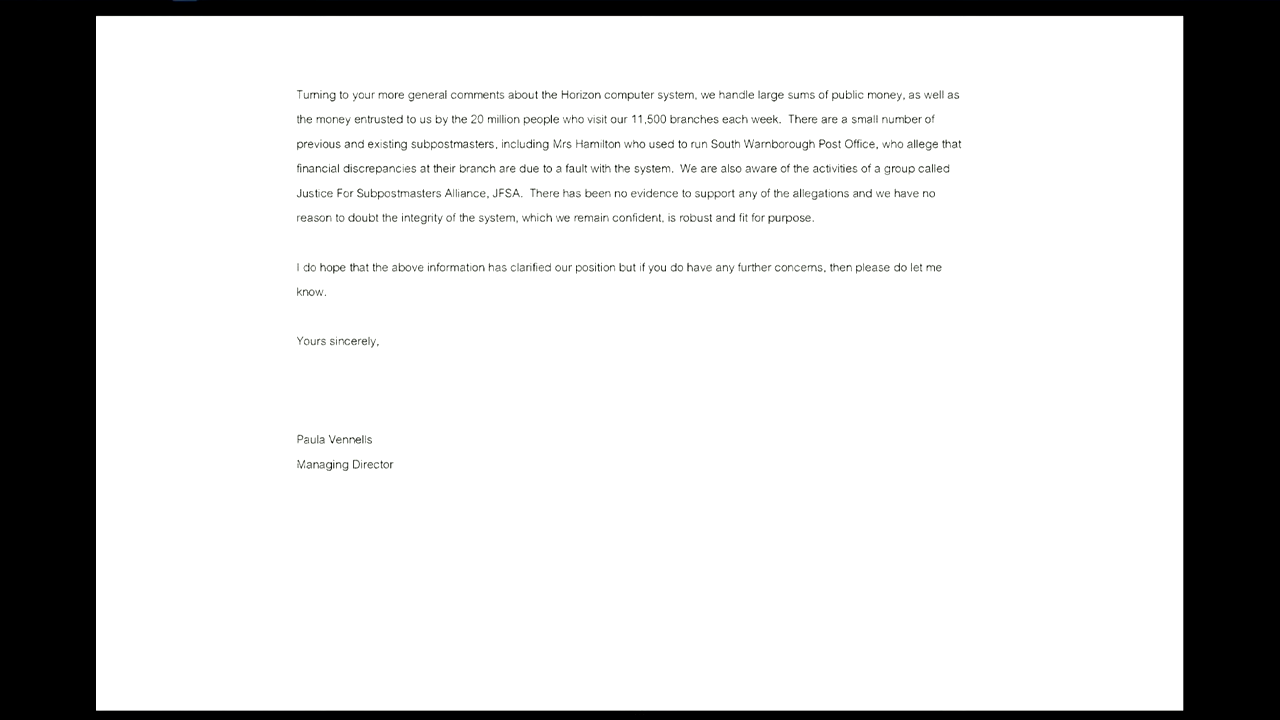 Turning to your more general comments about the Horizon computer system, we handle large sums of public money, as well as
the money entrusted to us by the 20 million people who visit our 11,500 branches each week.  There are a small number of
previous and existing subpostmasters, including Mrs Hamilton who used to run South Warnborough Post Office, who allege that
financial discrepancies at their branch are due to a fault with the system.  We are also aware of the activities of a group called
Justice For Subpostmasters Alliance, JFSA.  There has been no evidence to support any of the allegations and we have no
reason to doubt the integrity of the system, which we remain confident, is robust and fit for purpose.
I do hope that the above information has clarified our position but if you do have any further concerns, then please do let me
know.
Yours sincerely,
Paula Vennells
Managing Director